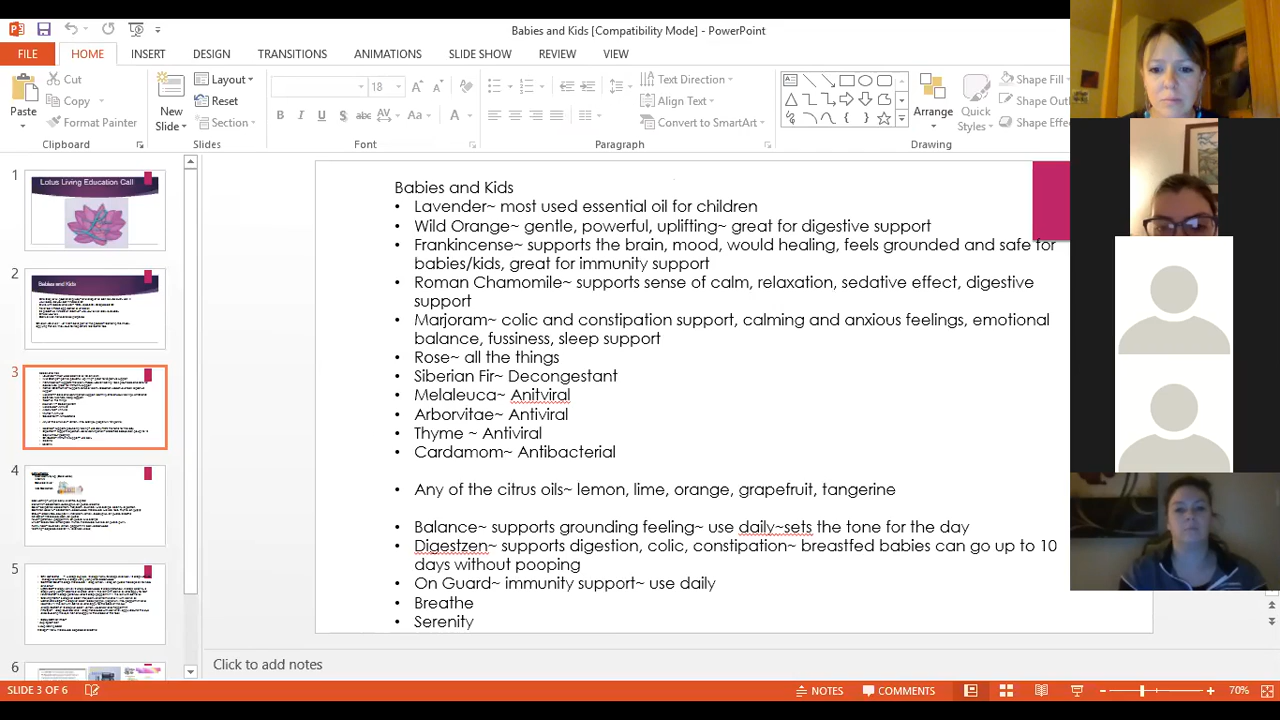 Babies and Kids [Compatibility Mode] - PowerPoint
FILE
HOME
INSERT
DESIGN
TRANSITIONS
ANIMATIONS
SLIDE SHOW
REVIEW
VIEW
Paste
Cut
Copy
Format Painter
Clipboard
New
Slide
Layout
Reset
Section
Slides
18
Font
Text Direction
Align Text
Convert to SmartArt
Paragraph
Arrange
Quick
Styles
Shape Fill
Shape Out
Shape Effe
Drawing
1
Lotus Living Education Call
2
Babies and Kids
3
4
5
6
Babies and Kids
• Lavender~ most used essential oil for children
• Wild Orange~ gentle, powerful, uplifting~ great for digestive support
• Frankincense~ supports the brain, mood, would healing, feels grounded and safe for
babies/kids, great for immunity support
• Roman Chamomile~ supports sense of calm, relaxation, sedative effect, digestive
support
• Marjoram~ colic and constipation support, calming and anxious feelings, emotional
balance, fussiness, sleep support
• Rose~ all the things
• Siberian Fir~ Decongestant
• Melaleuca~ Anitviral
• Arborvitae~ Antiviral
• Thyme ~ Antiviral
• Cardamom~ Antibacterial
• Any of the citrus oils~ lemon, lime, orange, grapefruit, tangerine
• Balance~ supports grounding feeling~ use daily~sets the tone for the day
• Digestzen~ supports digestion, colic, constipation~ breastfed babies can go up to 10
days without pooping
• On Guard~ immunity support~ use daily
• Breathe
• Serenity
Click to add notes
SLIDE 3 OF 6
NOTES
COMMENTS
70%